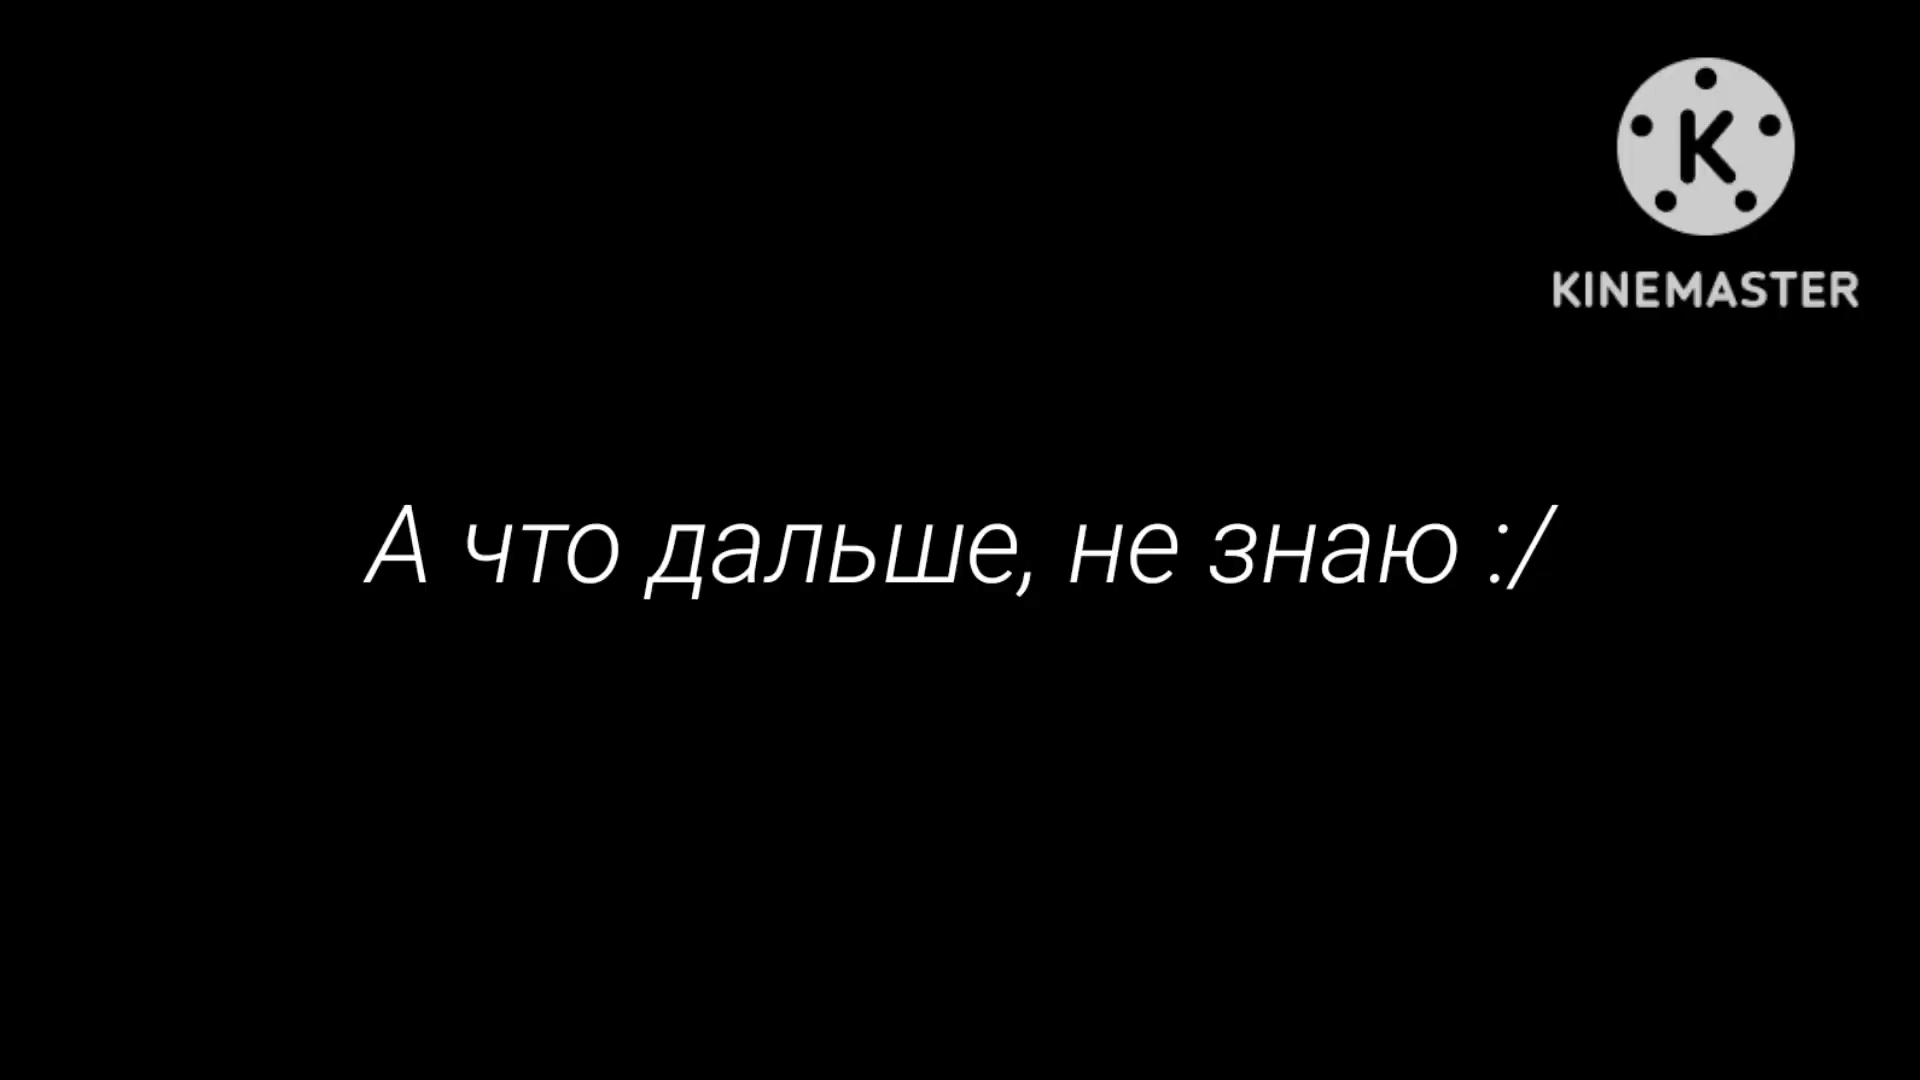 K
KINEMASTER
А что дальше, не знаю :/